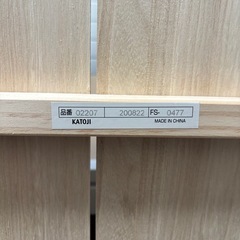 品番 02207 200822 FS- 0477
KATOJI MADE IN CHINA